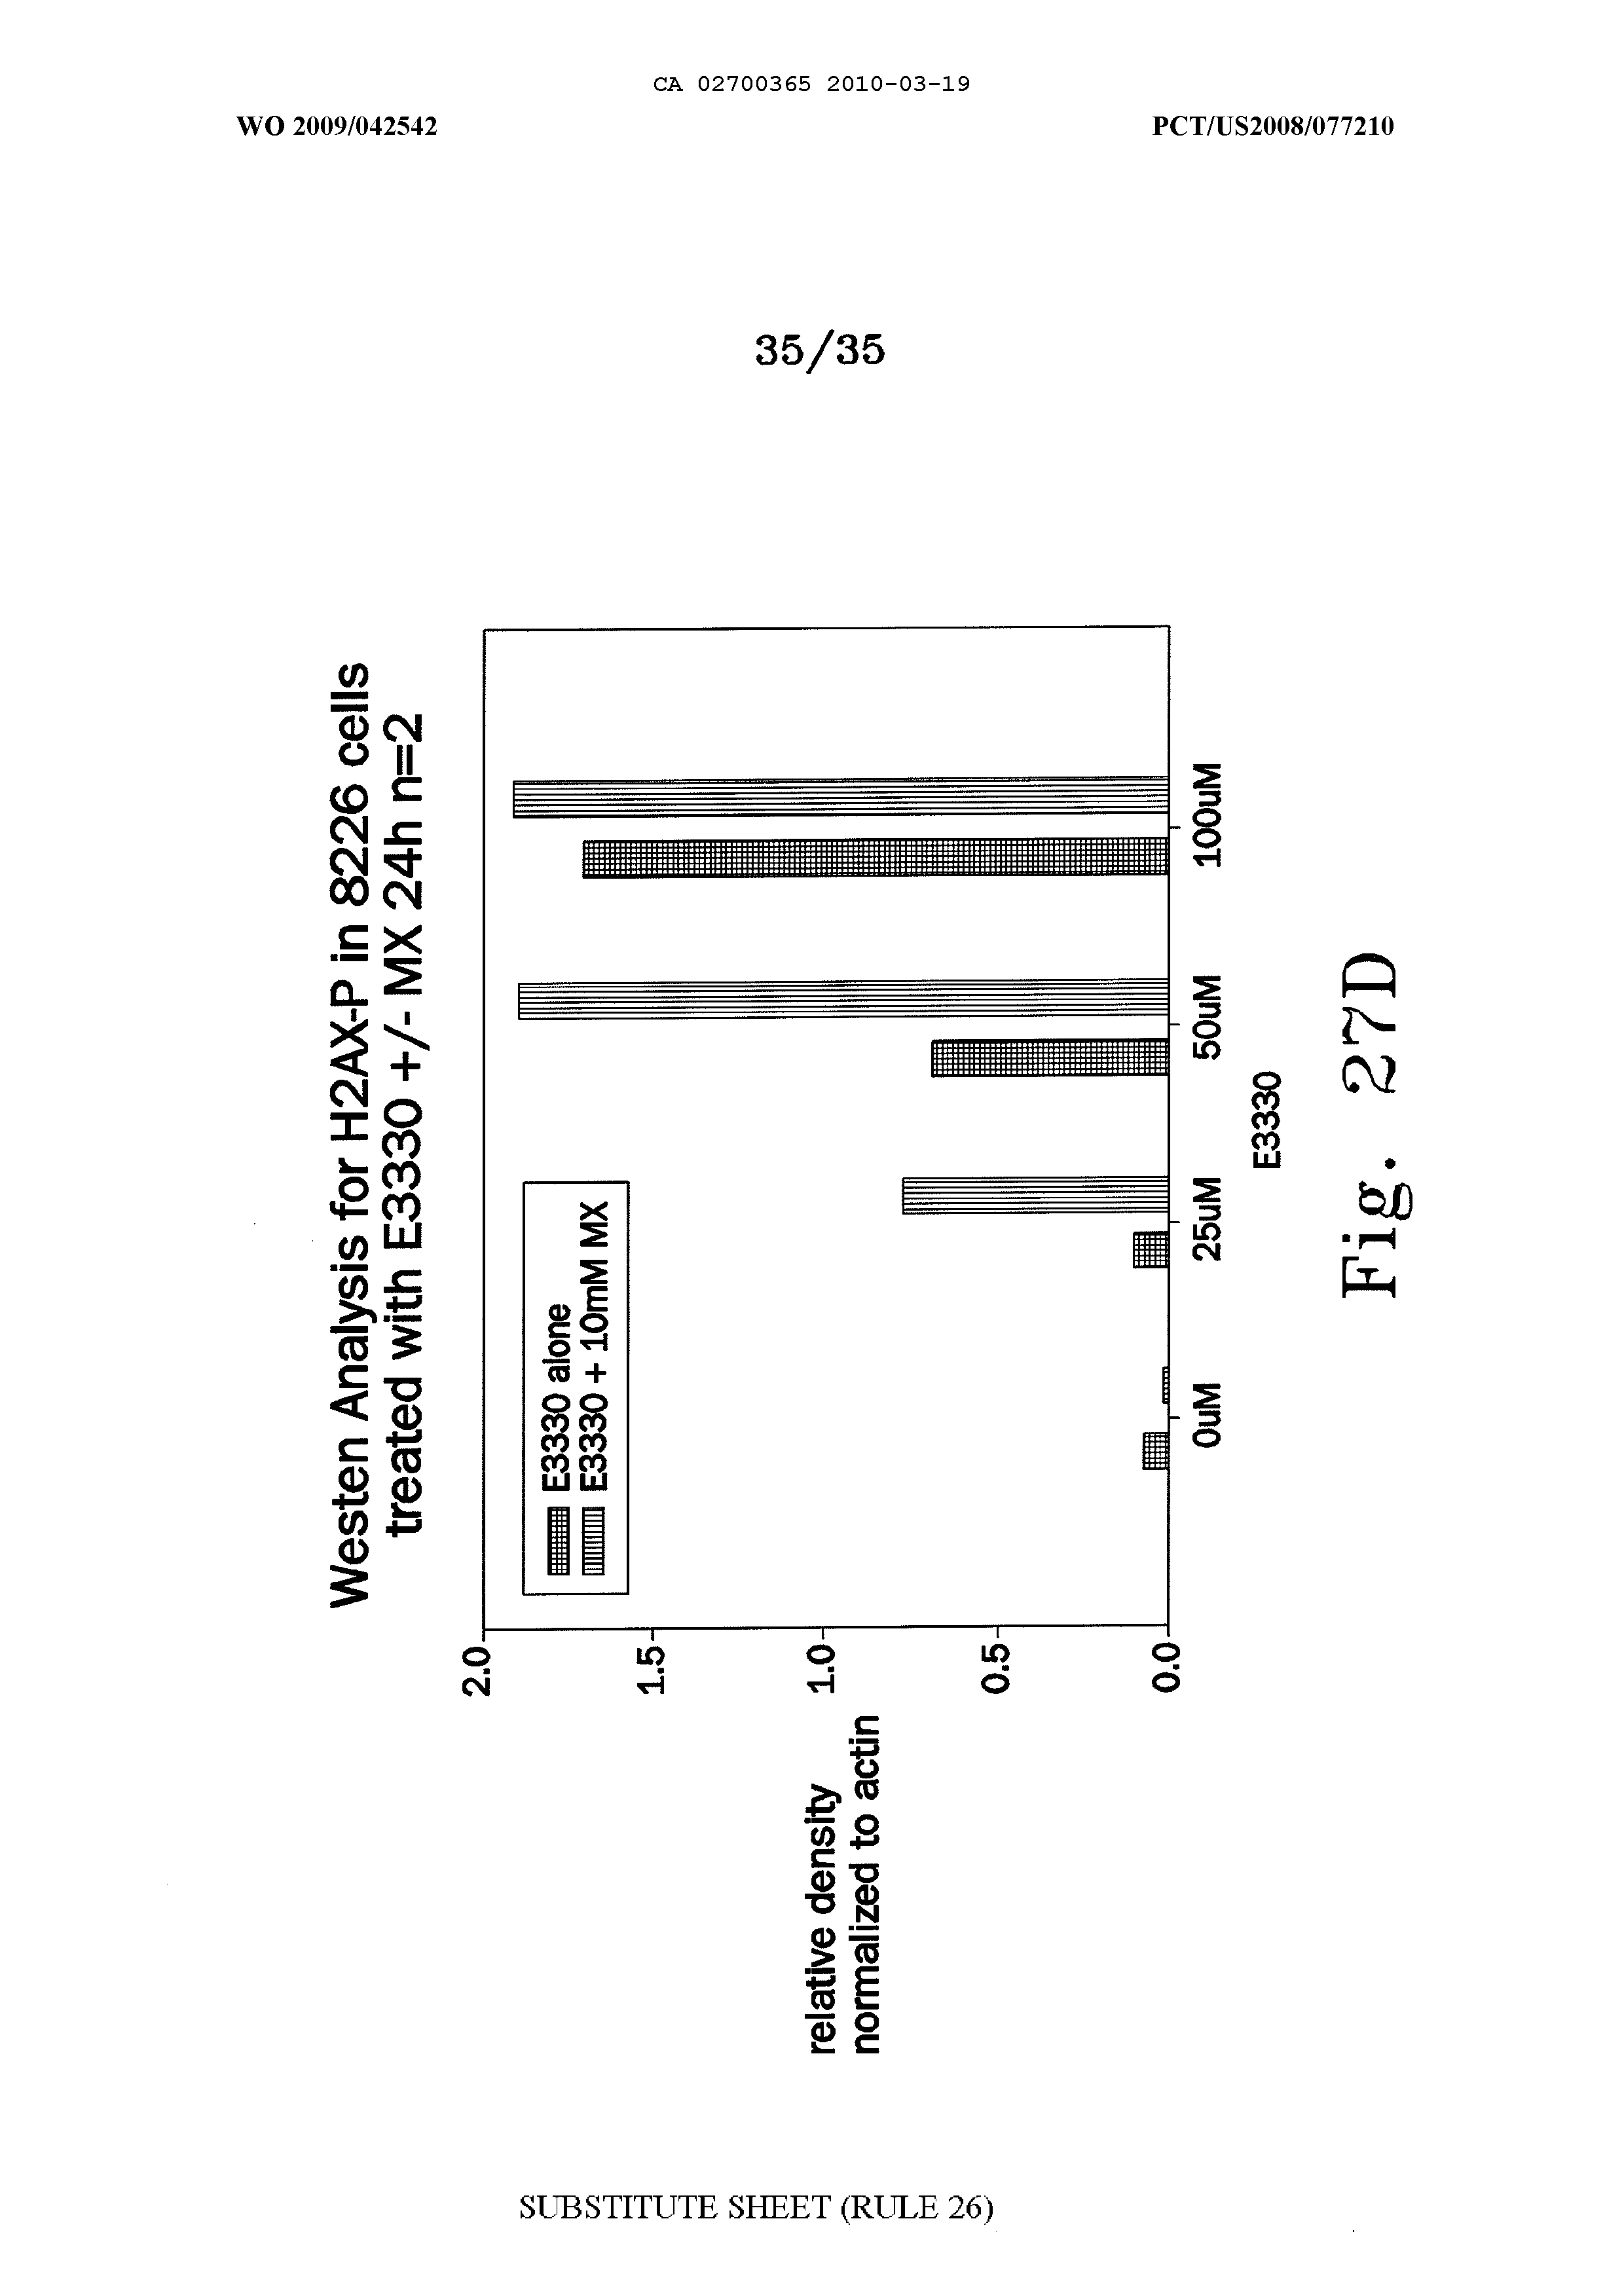 CA 02700365 2010-03-19
WO 2009/042542
PCT/US2008/077210
35/35
Westen Analysis for H2AX-P in 8226 cells
treated with E3330 +/- MX 24h n=2
E3330 alone
E3330 + 10mM MX
relative density
normalized to actin
2.0
1.5
1.0
0.5
0.0
0uM
25uM
50uM
100uM
E3330
Fig. 27D
SUBSTITUTE SHEET (RULE 26)